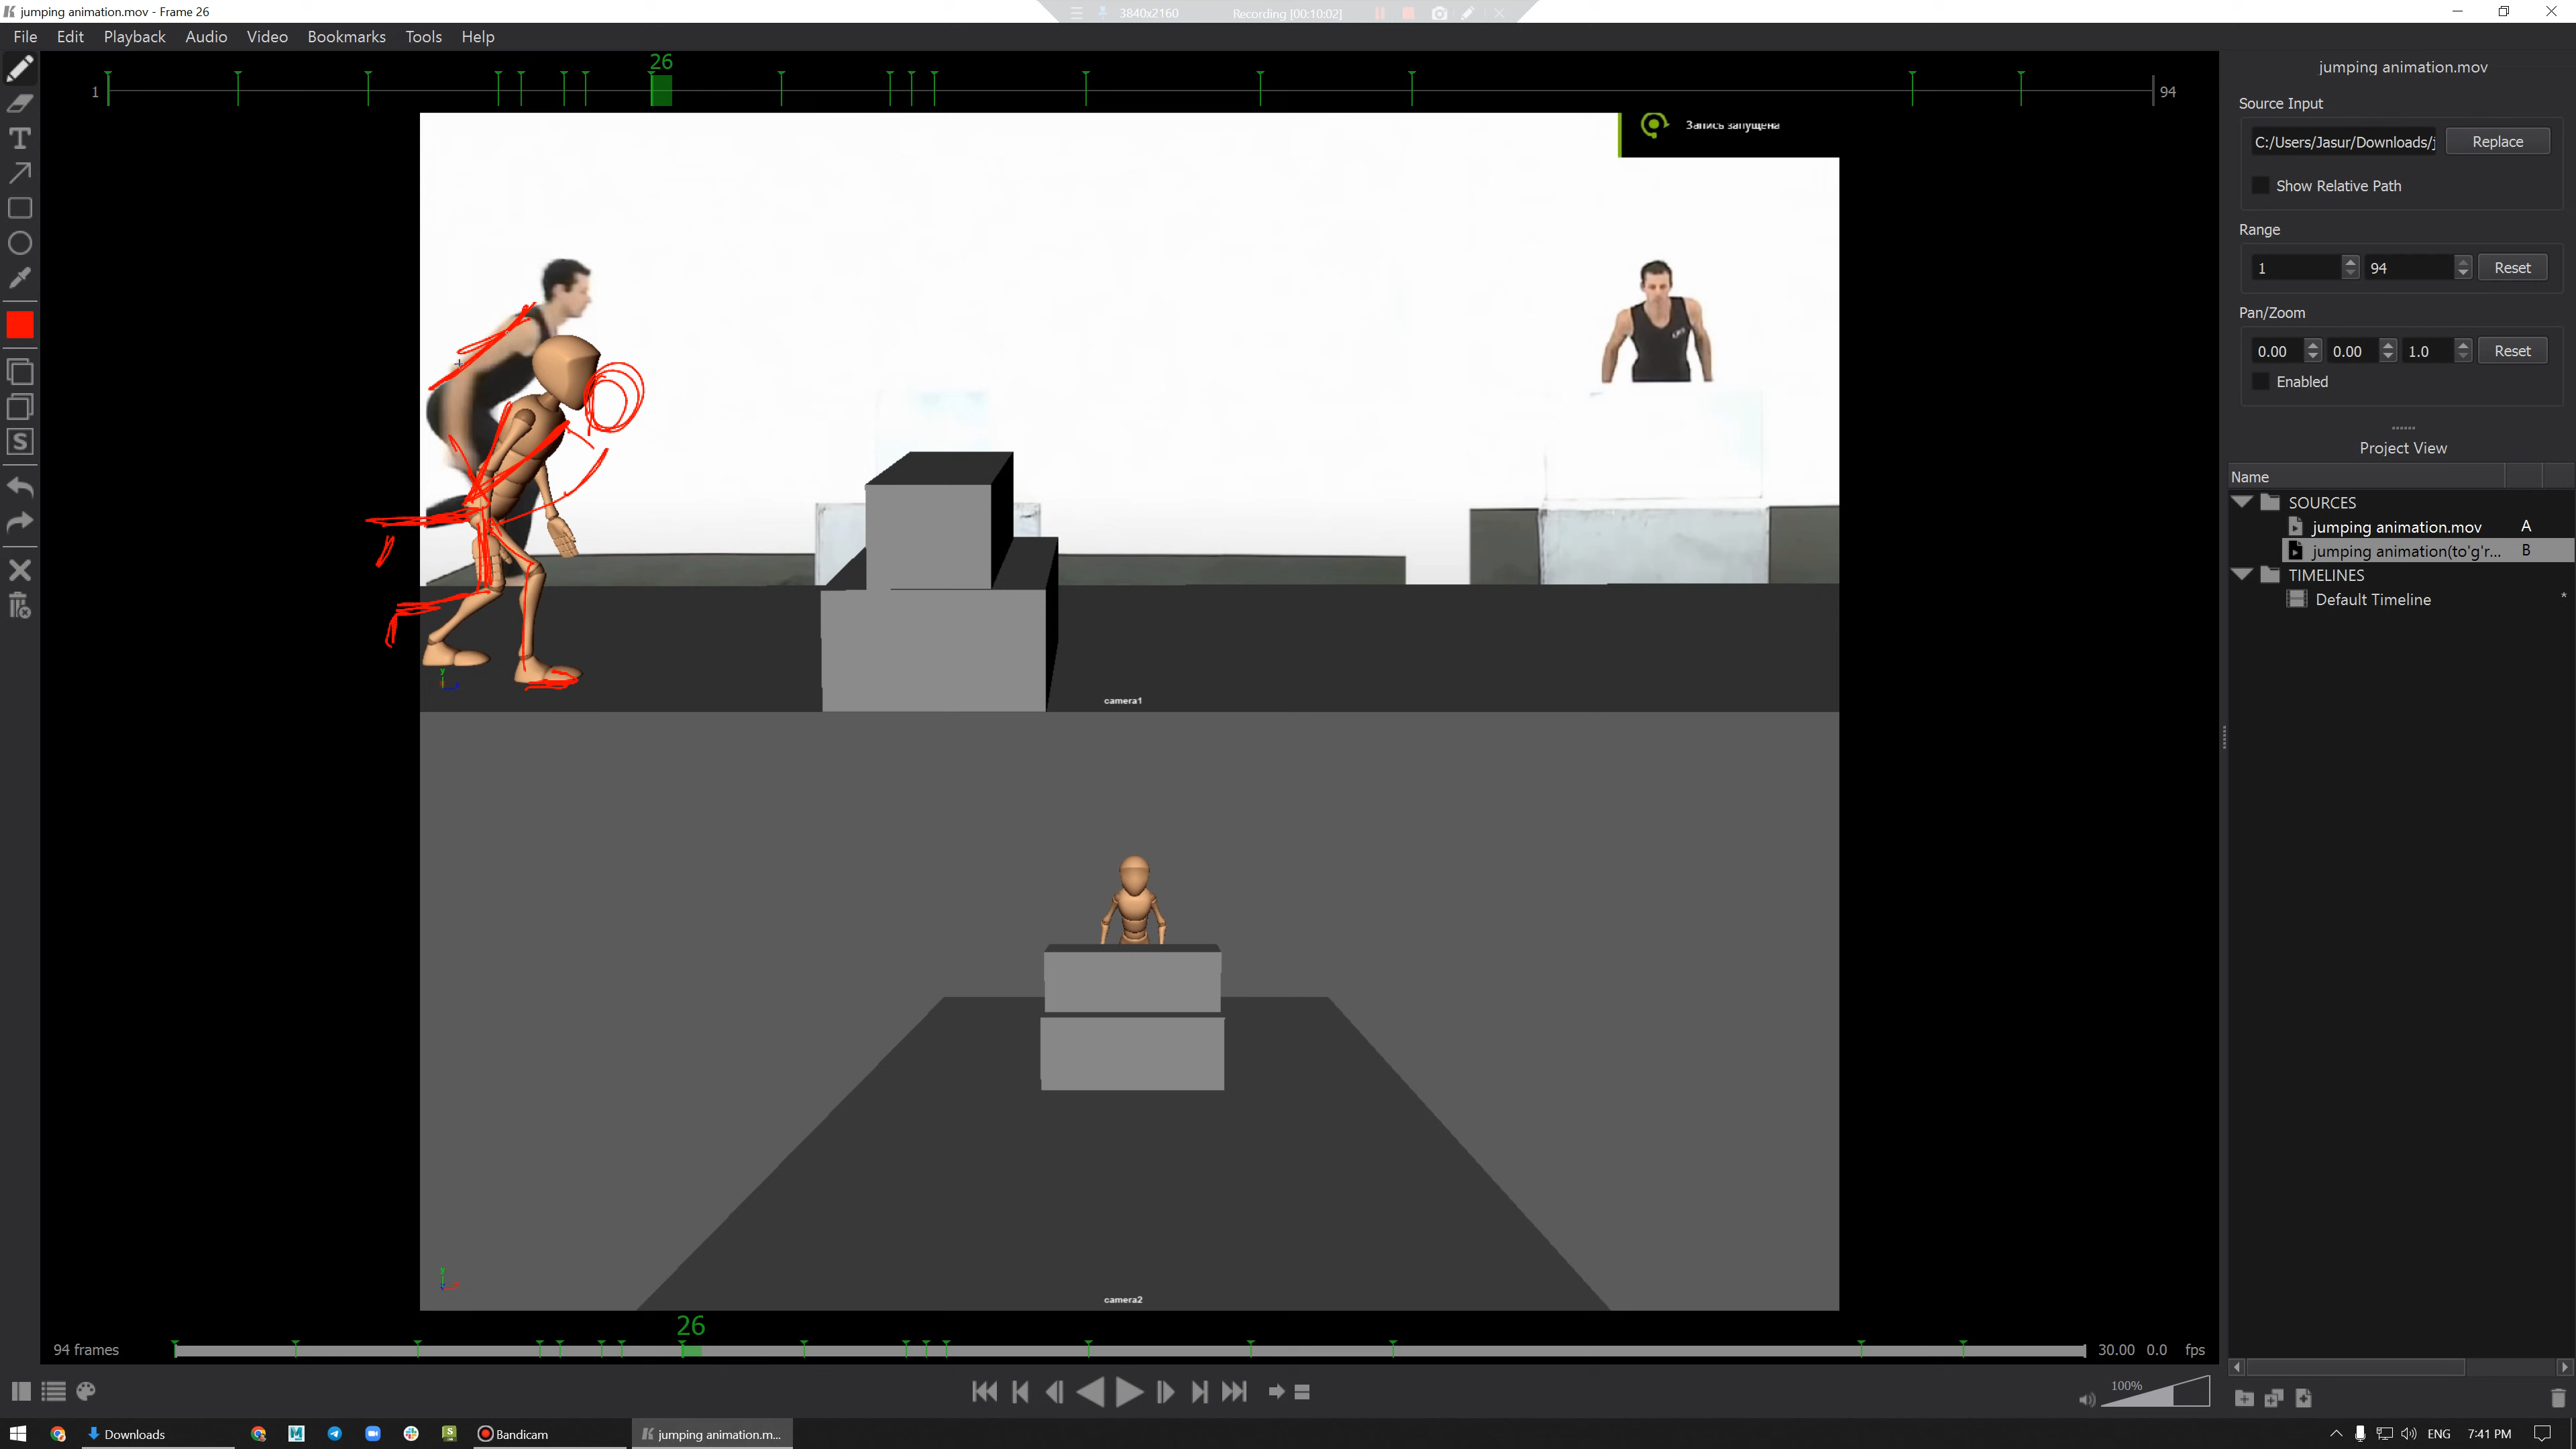 jumping animation.mov - Frame 26
3840x2160
Recording [00:10:02]
File Edit Playback Audio Video Bookmarks Tools Help
26
1
94
Запись запущена
camera1
camera2
26
94 frames
30.00 0.0 fps
100%
jumping animation.mov
Source Input
C:/Users/Jasur/Downloads/j
Replace
Show Relative Path
Range
1
94
Reset
Pan/Zoom
0.00
0.00
1.0
Reset
Enabled
Project View
Name
SOURCES
jumping animation.mov A
jumping animation(to'g'r... B
TIMELINES
Default Timeline *
Downloads
Bandicam
jumping animation.m...
ENG
7:41 PM